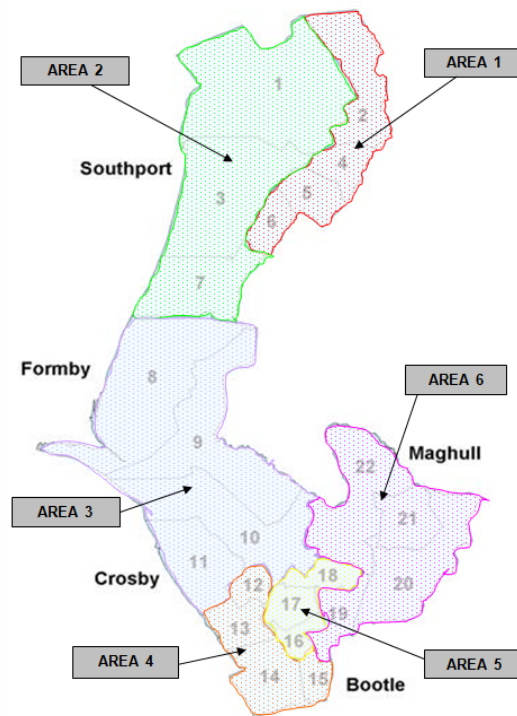 1
AREA 2
AREA 1
2
4
Southport
5
3
6
7
Formby
8
AREA 6
9
Maghull
22
AREA 3
21
10
11
18
Crosby
12
20
17
19
13
16
AREA 4
AREA 5
14
15
Bootle